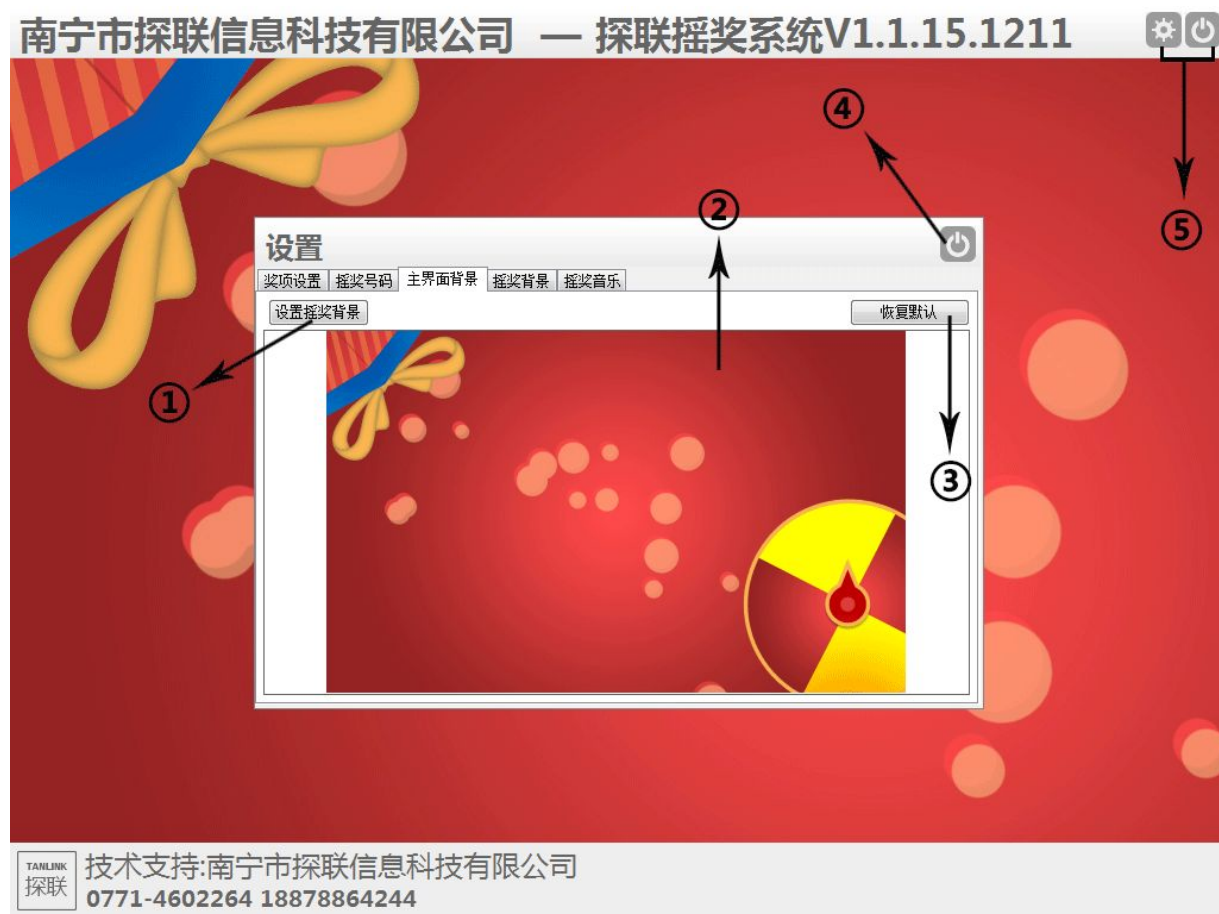 南宁市探联信息科技有限公司 — 探联摇奖系统V1.1.15.1211
④
②
⑤
设置
奖项设置 摇奖号码 主界面背景 摇奖背景 摇奖音乐
设置摇奖背景 恢复默认
①
③
TANLINK
探联
技术支持:南宁市探联信息科技有限公司
0771-4602264 18878864244